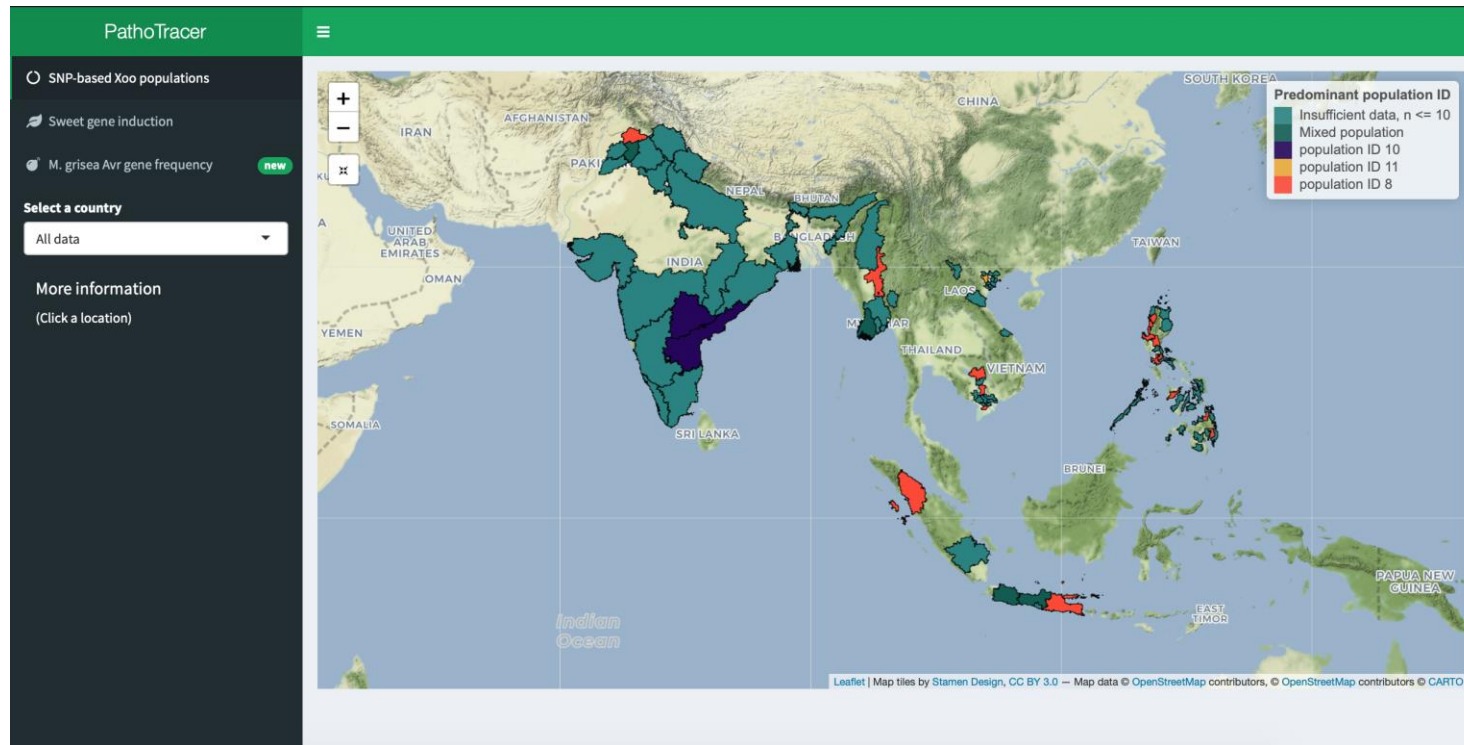 PathoTracer
SNP-based Xoo populations
Sweet gene induction
M. grisea Avr gene frequency new
Select a country
All data
More information
(Click a location)
+
−
Predominant population ID
Insufficient data, n <= 10
Mixed population
population ID 10
population ID 11
population ID 8
SOUTH KOREA
CHINA
AFGHANISTAN
IRAN
NEPAL
BHUTAN
UNITED
ARAB
EMIRATES
TAIWAN
INDIA
OMAN
LAOS
YEMEN
THAILAND
VIETNAM
SOMALIA
SRI LANKA
BRUNEI
PAPUA NEW
GUINEA
EAST
TIMOR
Indian
Ocean
Leaflet | Map tiles by Stamen Design, CC BY 3.0 — Map data © OpenStreetMap contributors, © OpenStreetMap contributors © CARTO